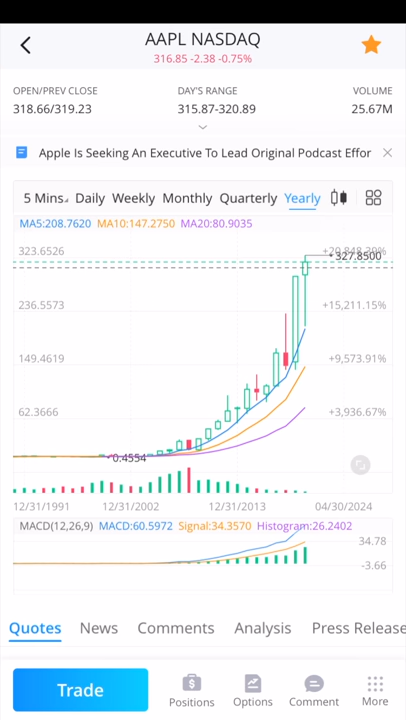 AAPL NASDAQ
316.85 -2.38 -0.75%
OPEN/PREV CLOSE DAY'S RANGE VOLUME
318.66/319.23 315.87-320.89 25.67M
Apple Is Seeking An Executive To Lead Original Podcast Effor
5 Mins Daily Weekly Monthly Quarterly Yearly
MA5:208.7620 MA10:147.2750 MA20:80.9035
323.6526 +20,848.39%
327.8500
236.5573 +15,211.15%
149.4619 +9,573.91%
62.3666 +3,936.67%
0.4554
12/31/1991 12/31/2002 12/31/2013 04/30/2024
MACD(12,26,9) MACD:60.5972 Signal:34.3570 Histogram:26.2402
34.78
-3.66
Quotes News Comments Analysis Press Release
Trade Positions Options Comment More